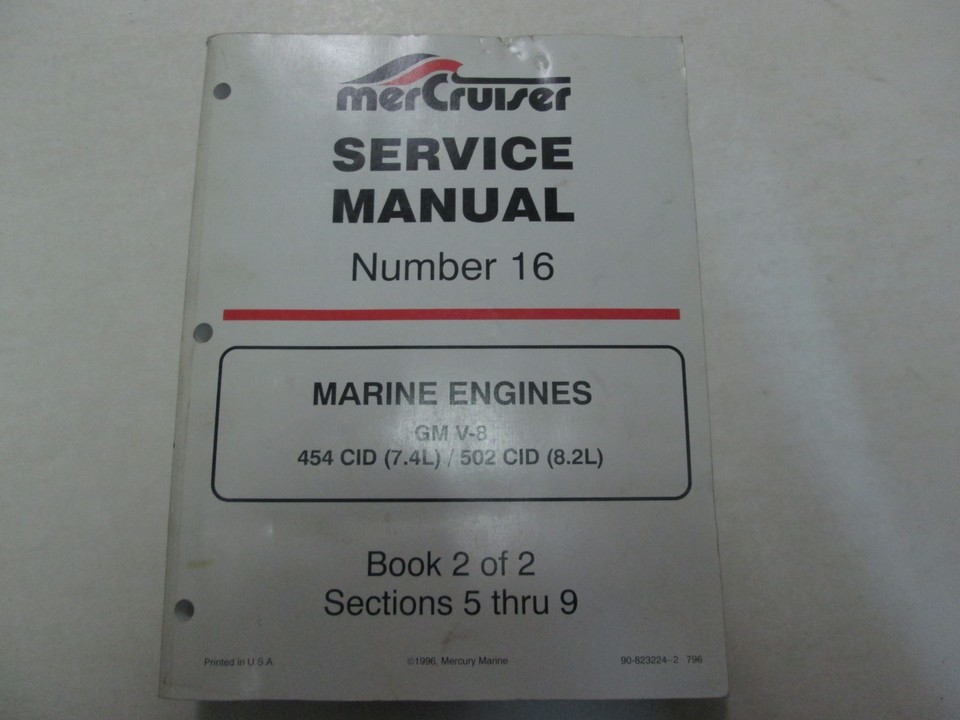 merCruiser
SERVICE
MANUAL
Number 16
MARINE ENGINES
GM V-8
454 CID (7.4L) / 502 CID (8.2L)
Book 2 of 2
Sections 5 thru 9
Printed in U.S.A. ©1996, Mercury Marine 90-823224--2 796